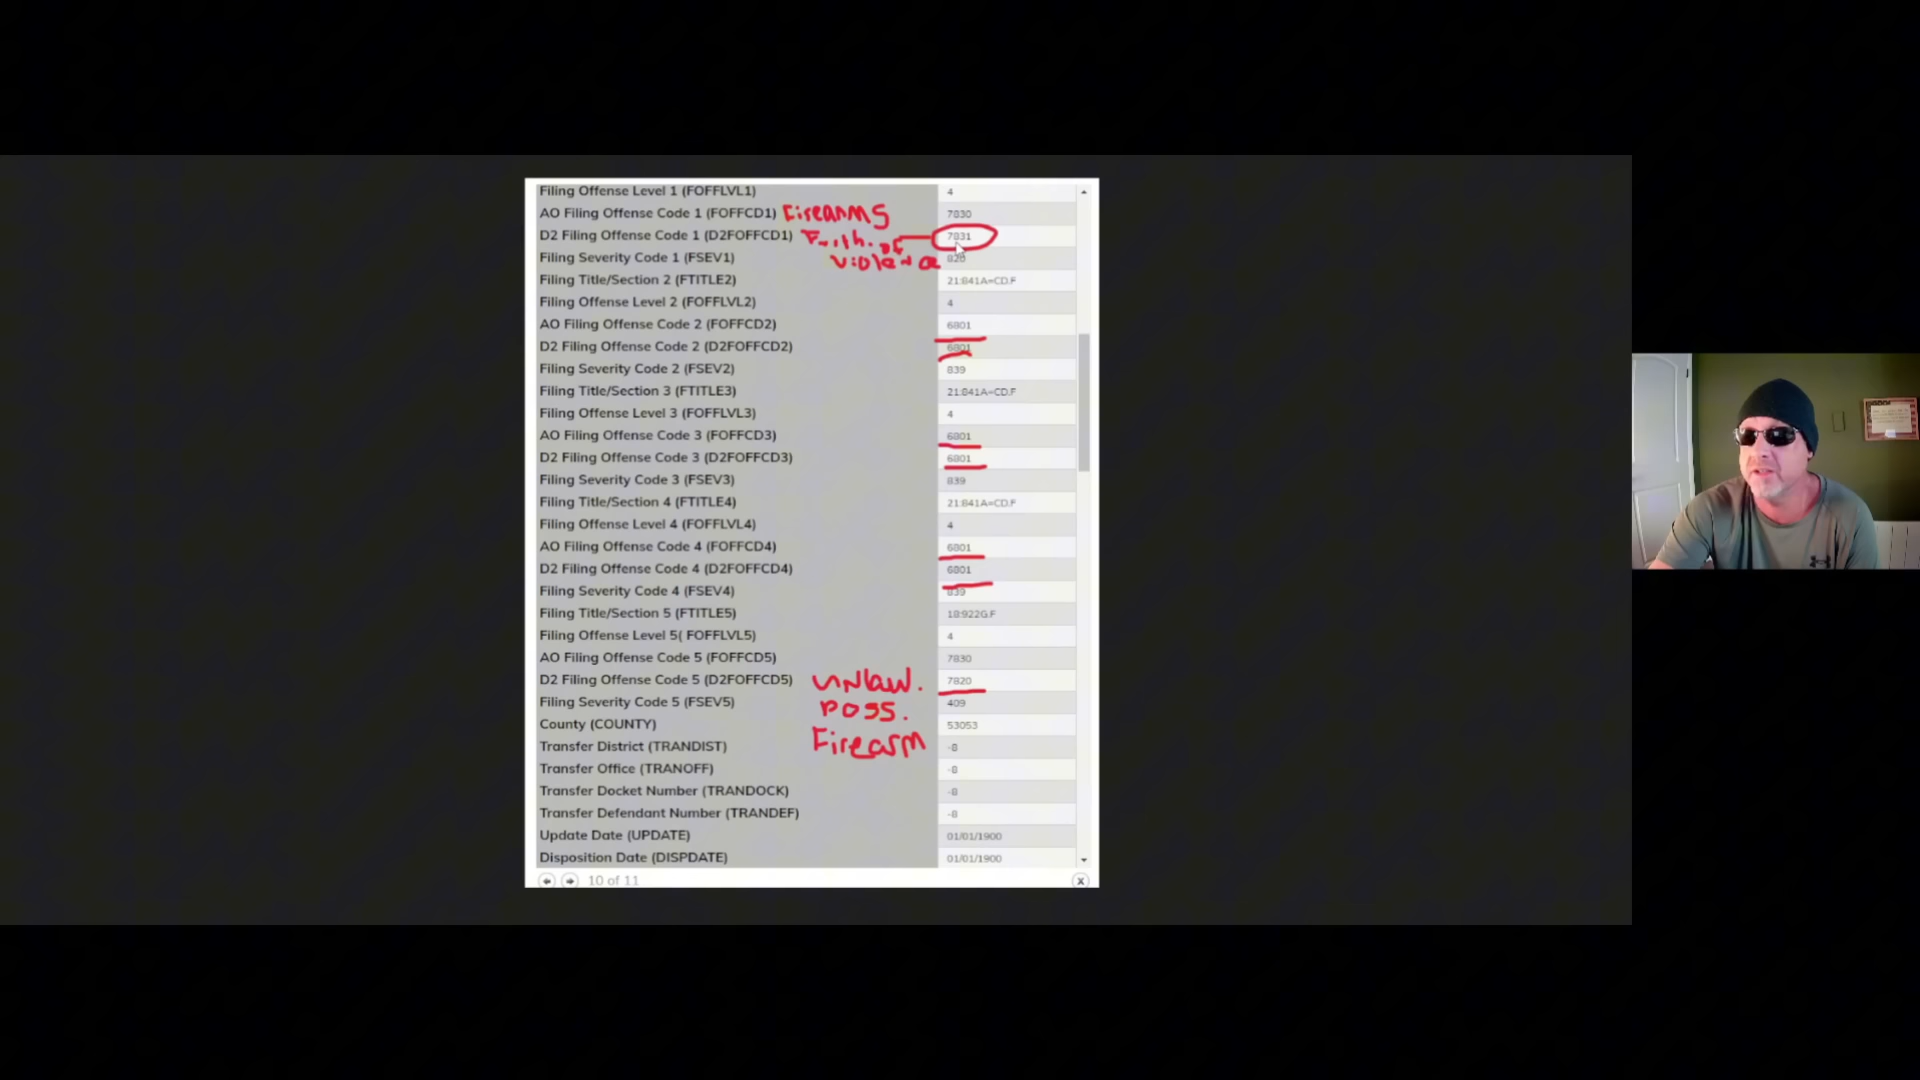 Filing Offense Level 1 (FOFFLVL1) 4
AO Filing Offense Code 1 (FOFFCD1) Firearms 7830
D2 Filing Offense Code 1 (D2FOFFCD1) Furth. of 7831
Filing Severity Code 1 (FSEV1) violence 820
Filing Title/Section 2 (FTITLE2) 21:841A=CD.F
Filing Offense Level 2 (FOFFLVL2) 4
AO Filing Offense Code 2 (FOFFCD2) 6801
D2 Filing Offense Code 2 (D2FOFFCD2) 6801
Filing Severity Code 2 (FSEV2) 839
Filing Title/Section 3 (FTITLE3) 21:841A=CD.F
Filing Offense Level 3 (FOFFLVL3) 4
AO Filing Offense Code 3 (FOFFCD3) 6801
D2 Filing Offense Code 3 (D2FOFFCD3) 6801
Filing Severity Code 3 (FSEV3) 839
Filing Title/Section 4 (FTITLE4) 21:841A=CD.F
Filing Offense Level 4 (FOFFLVL4) 4
AO Filing Offense Code 4 (FOFFCD4) 6801
D2 Filing Offense Code 4 (D2FOFFCD4) 6801
Filing Severity Code 4 (FSEV4) 839
Filing Title/Section 5 (FTITLE5) 18:922G.F
Filing Offense Level 5( FOFFLVL5) 4
AO Filing Offense Code 5 (FOFFCD5) 7830
D2 Filing Offense Code 5 (D2FOFFCD5) unlaw. 7820
Filing Severity Code 5 (FSEV5) poss. 409
County (COUNTY) 53053
Transfer District (TRANDIST) Firearm -8
Transfer Office (TRANOFF) -8
Transfer Docket Number (TRANDOCK) -8
Transfer Defendant Number (TRANDEF) -8
Update Date (UPDATE) 01/01/1900
Disposition Date (DISPDATE) 01/01/1900
10 of 11 X